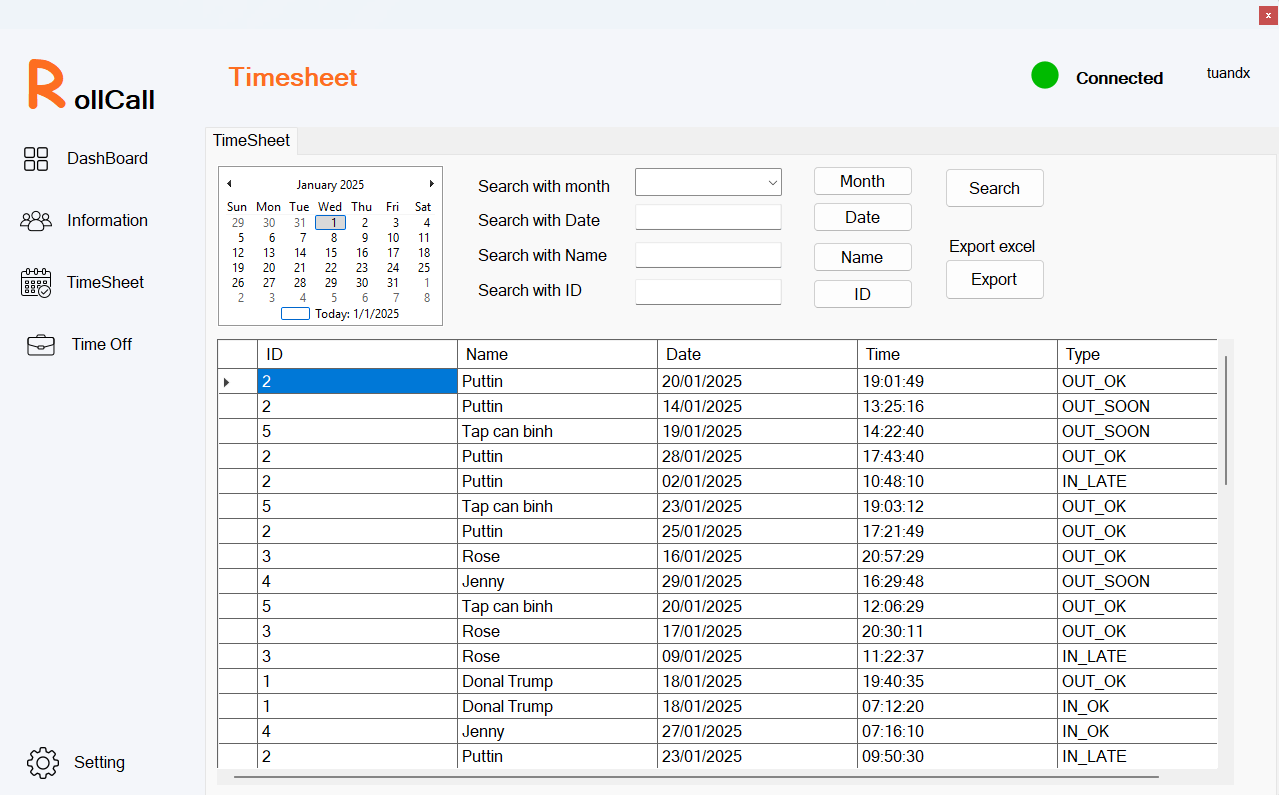 x
RollCall
Timesheet
Connected
tuandx
DashBoard
Information
TimeSheet
Time Off
Setting
TimeSheet
January 2025
Sun Mon Tue Wed Thu Fri Sat
29 30 31 1 2 3 4
5 6 7 8 9 10 11
12 13 14 15 16 17 18
19 20 21 22 23 24 25
26 27 28 29 30 31 1
2 3 4 5 6 7 8
Today: 1/1/2025
Search with month
Search with Date
Search with Name
Search with ID
Month
Date
Name
ID
Search
Export excel
Export
ID Name Date Time Type
2 Puttin 20/01/2025 19:01:49 OUT_OK
2 Puttin 14/01/2025 13:25:16 OUT_SOON
5 Tap can binh 19/01/2025 14:22:40 OUT_SOON
2 Puttin 28/01/2025 17:43:40 OUT_OK
2 Puttin 02/01/2025 10:48:10 IN_LATE
5 Tap can binh 23/01/2025 19:03:12 OUT_OK
2 Puttin 25/01/2025 17:21:49 OUT_OK
3 Rose 16/01/2025 20:57:29 OUT_OK
4 Jenny 29/01/2025 16:29:48 OUT_SOON
5 Tap can binh 20/01/2025 12:06:29 OUT_OK
3 Rose 17/01/2025 20:30:11 OUT_OK
3 Rose 09/01/2025 11:22:37 IN_LATE
1 Donal Trump 18/01/2025 19:40:35 OUT_OK
1 Donal Trump 18/01/2025 07:12:20 IN_OK
4 Jenny 27/01/2025 07:16:10 IN_OK
2 Puttin 23/01/2025 09:50:30 IN_LATE